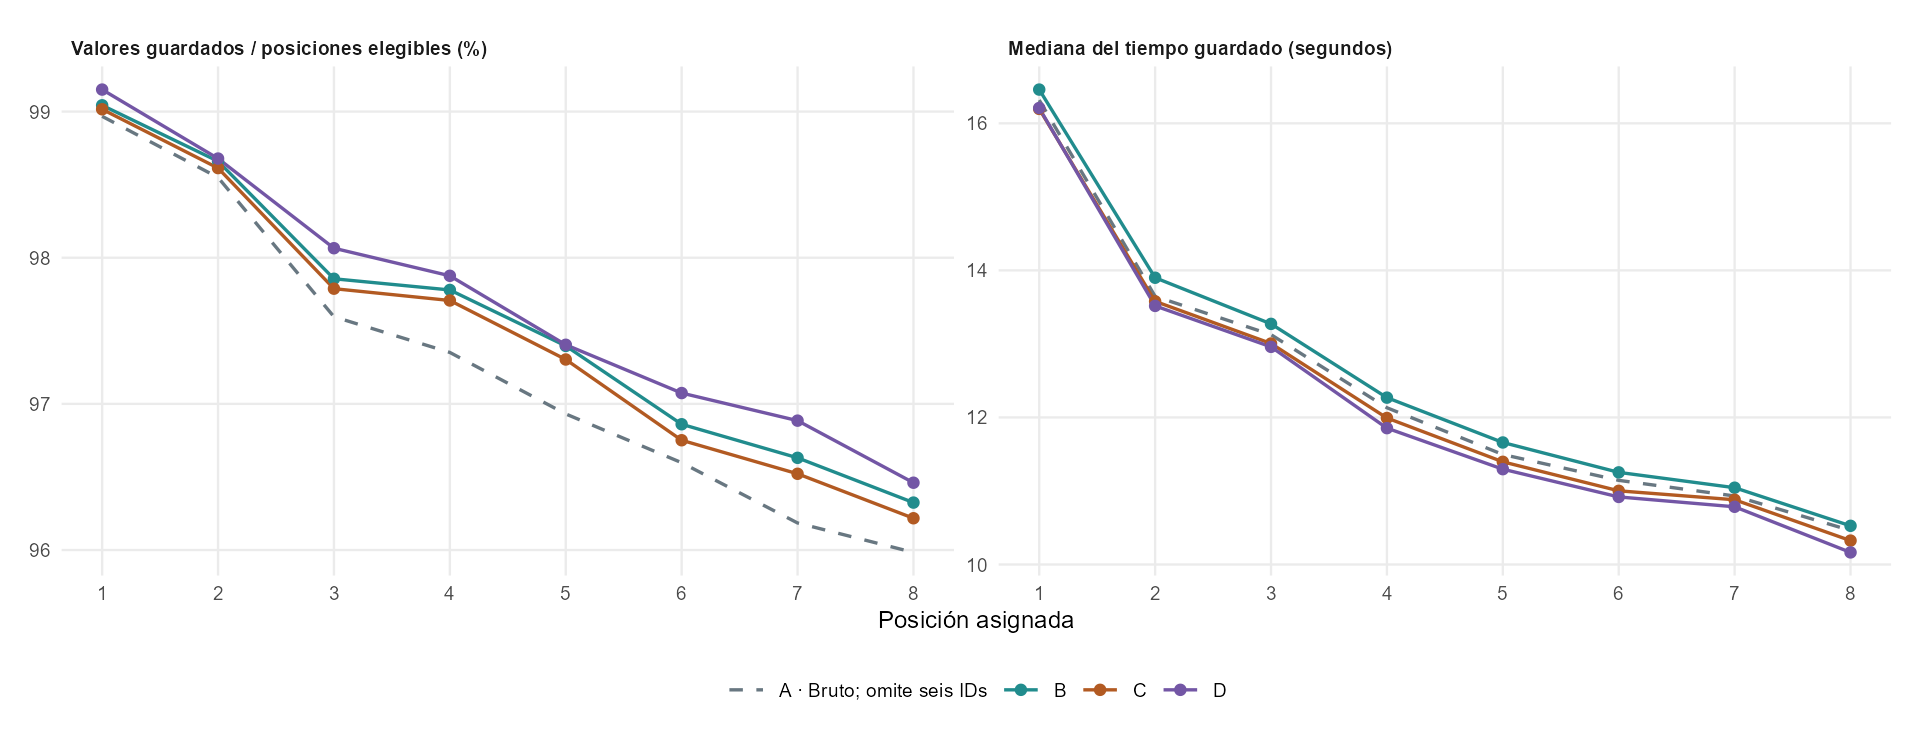 Valores guardados / posiciones elegibles (%)
99
98
97
96
1 2 3 4 5 6 7 8
Mediana del tiempo guardado (segundos)
16
14
12
10
1 2 3 4 5 6 7 8
Posición asignada
A · Bruto; omite seis IDs B C D